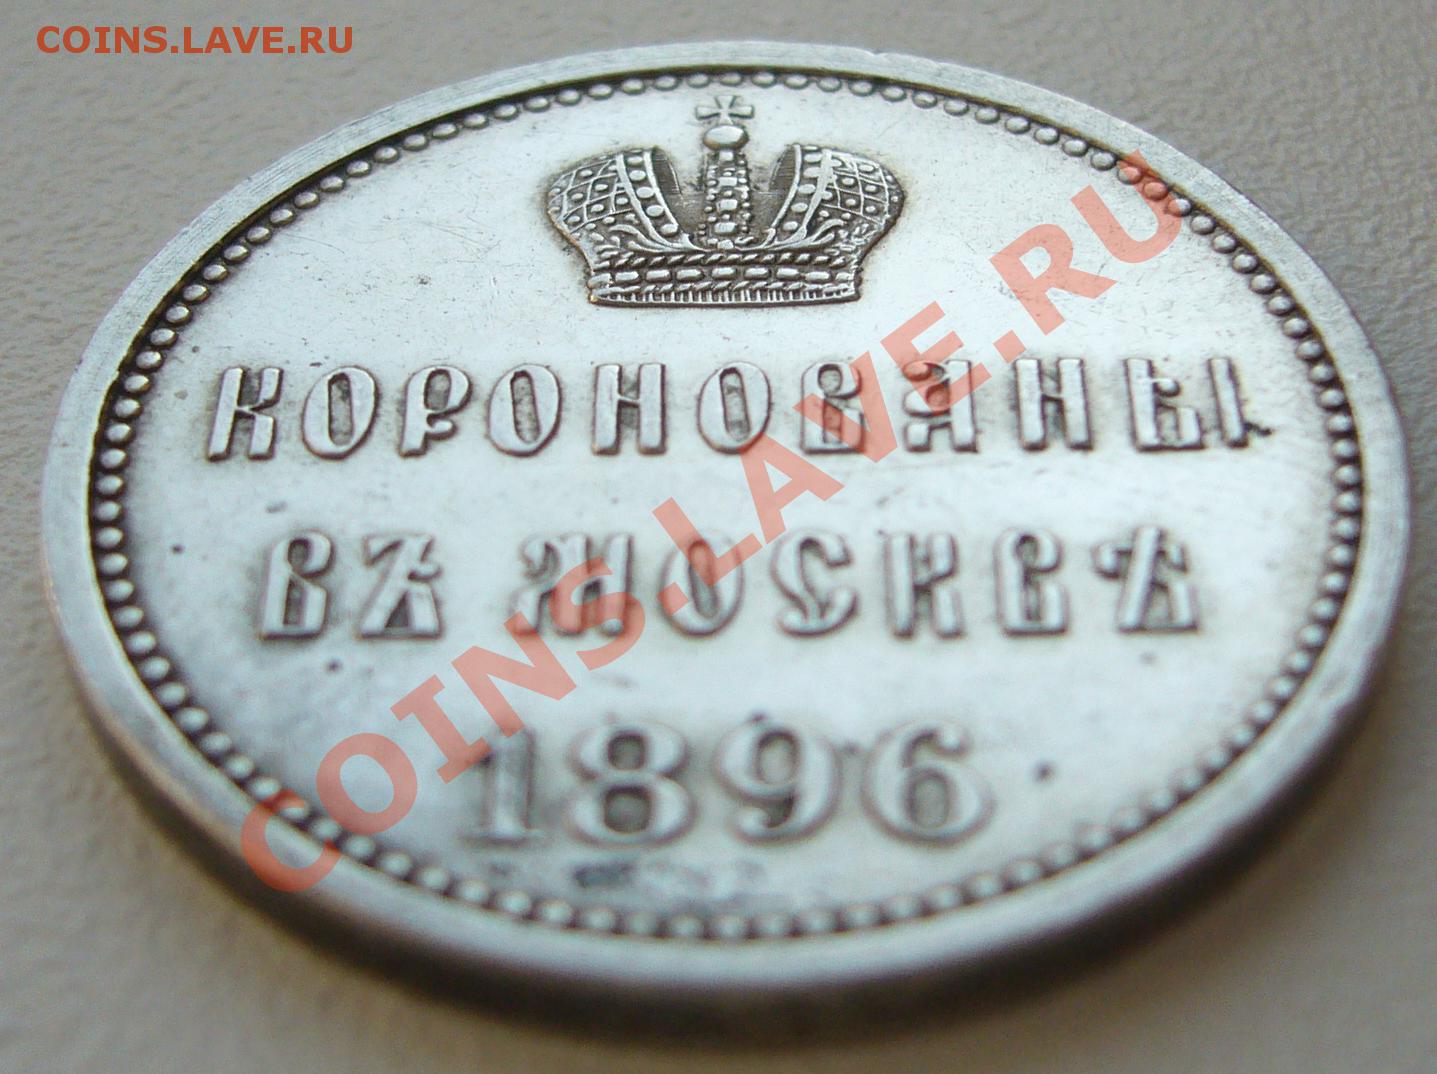 COINS.LAVE.RU
КОРОНОВАНЫ
ВЪ МОСКВѢ
1896
COINS.LAVE.RU